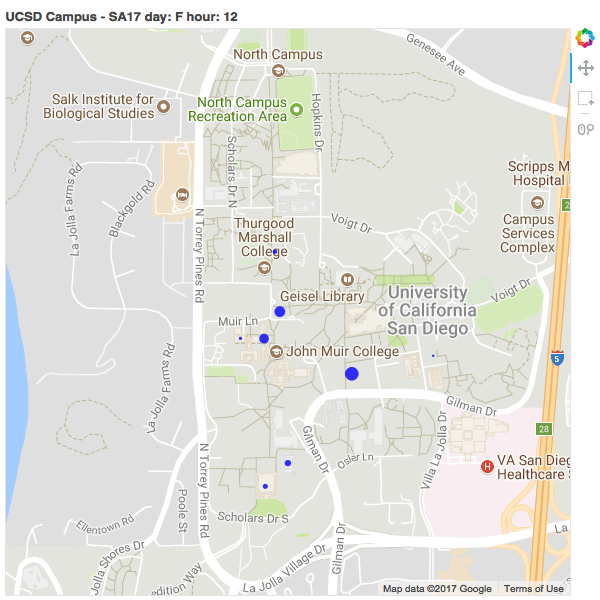 UCSD Campus - SA17 day: F hour: 12
North Campus
Genesee Ave
Salk Institute for
Biological Studies
North Campus
Recreation Area
Hopkins Dr
Scholars Dr N
Scripps M
Hospital
La Jolla Farms Rd
Blackgold Rd
2
N Torrey Pines Rd
Thurgood
Marshall
College
Voigt Dr
Campus
Services
Complex
Geisel Library
University
of California
San Diego
Voigt Dr
Muir Ln
John Muir College
5
La Jolla Farms Rd
Gilman Dr
28
Gilman Dr
Villa La Jolla Dr
N Torrey Pines Rd
Osler Ln
H
VA San Dieg
Healthcare S
Poole St
Ellentown Rd
Scholars Dr S
Gilman Dr
La
La Jolla Shores Dr
edition Way
La Jolla Village Dr
Map data ©2017 Google
Terms of Use